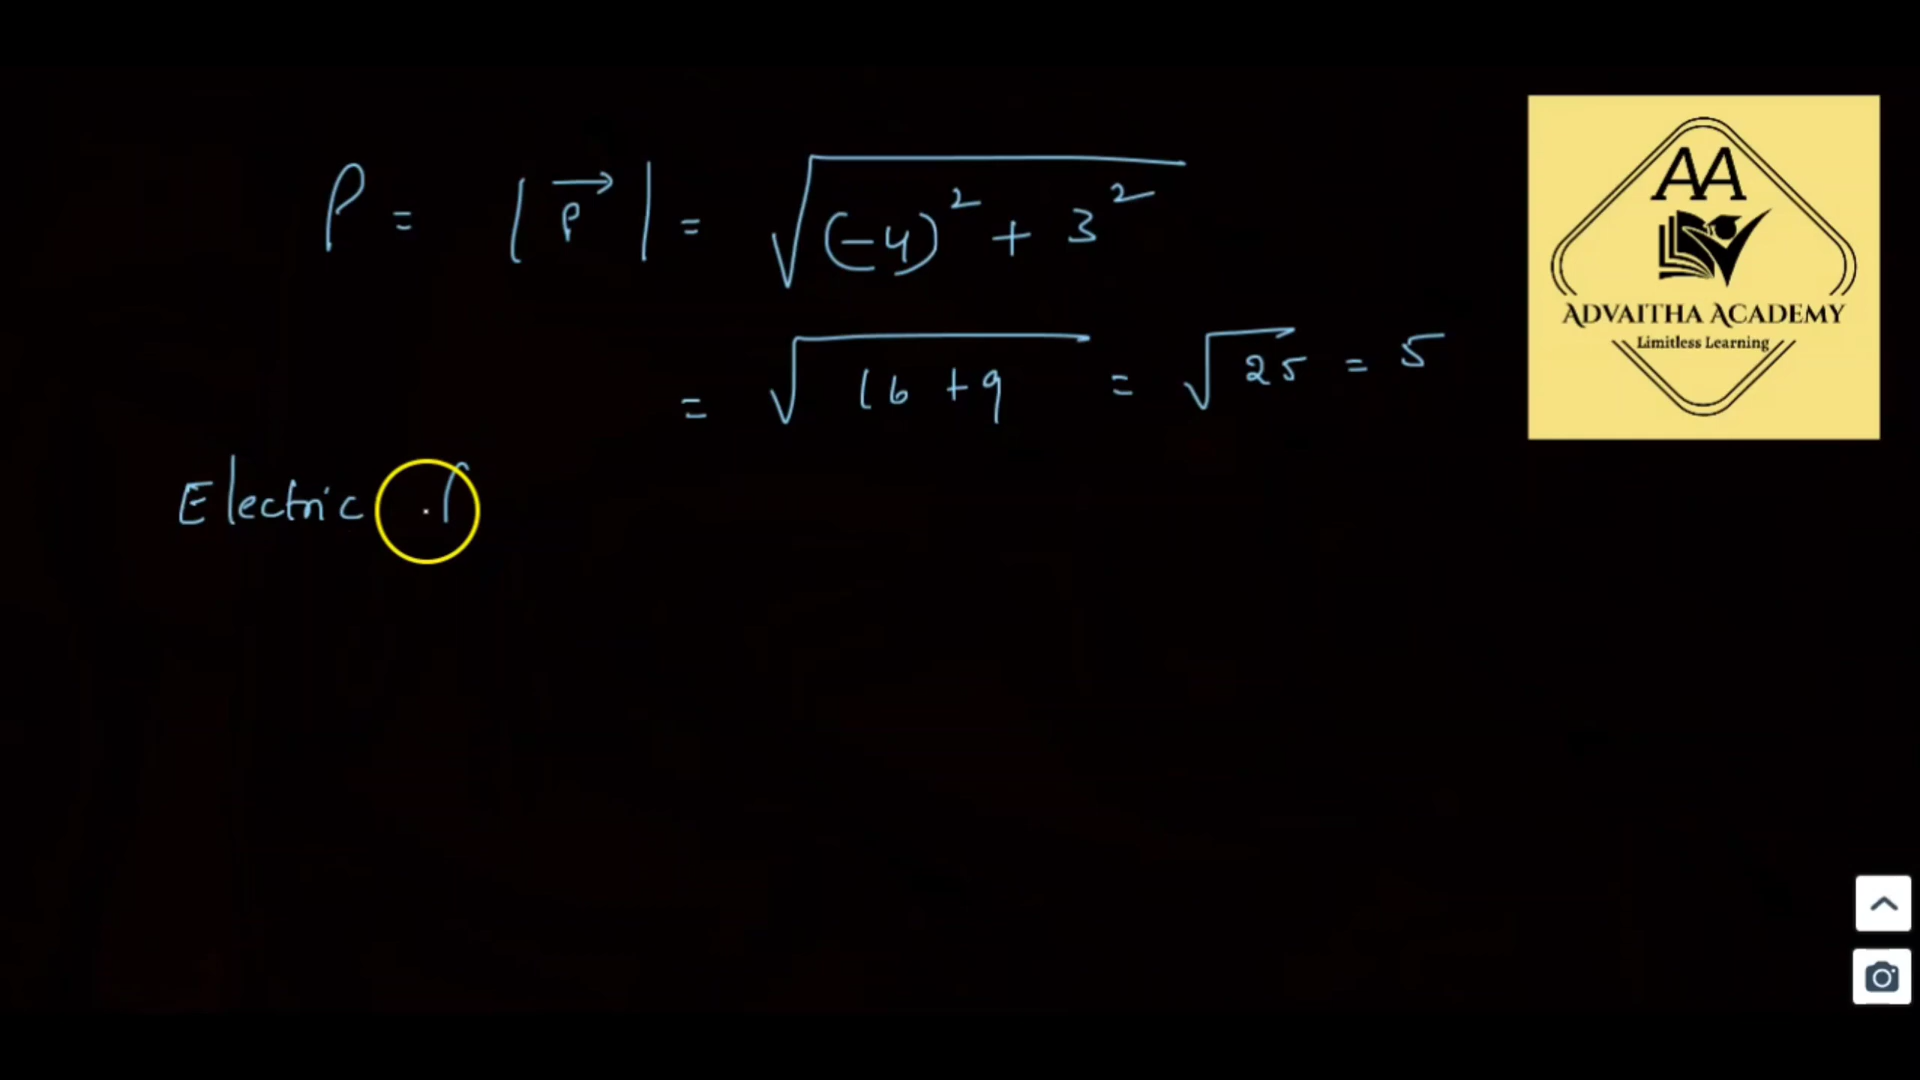 P = |p⃗| = √((-4)² + 3²)
= √(16 + 9) = √25 = 5
Electric
AA
ADVAITHA ACADEMY
Limitless Learning